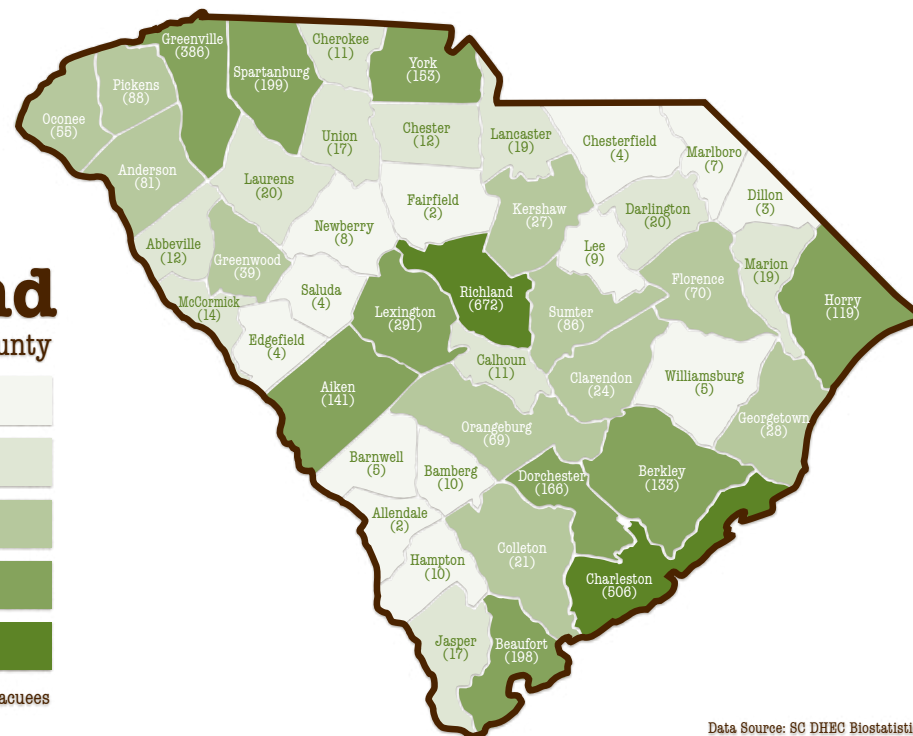 Greenville
(386)
Cherokee
(11)
York
(153)
Spartanburg
(199)
Pickens
(88)
Oconee
(55)
Union
(17)
Chester
(12)
Lancaster
(19)
Chesterfield
(4)
Marlboro
(7)
Dillon
(3)
Anderson
(81)
Laurens
(20)
Fairfield
(2)
Kershaw
(27)
Darlington
(20)
Newberry
(8)
Abbeville
(12)
Greenwood
(39)
Lee
(9)
Florence
(70)
Marion
(19)
Horry
(119)
McCormick
(14)
Saluda
(4)
Lexington
(291)
Richland
(672)
Sumter
(86)
Edgefield
(4)
Calhoun
(11)
Clarendon
(24)
Williamsburg
(5)
Aiken
(141)
Georgetown
(28)
Orangeburg
(69)
Barnwell
(5)
Bamberg
(10)
Dorchester
(166)
Berkley
(133)
Allendale
(2)
Colleton
(21)
Hampton
(10)
Charleston
(506)
Jasper
(17)
Beaufort
(198)
nd
unty
acuees
Data Source: SC DHEC Biostatisti